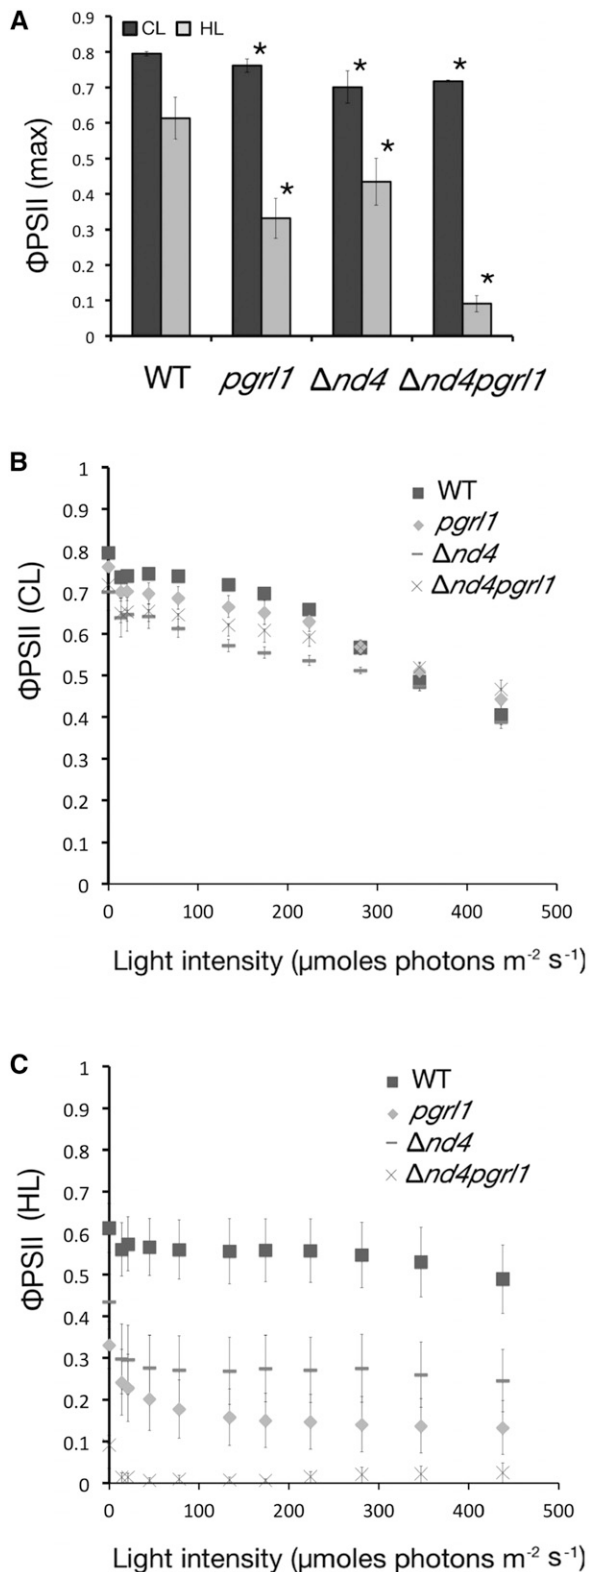 A
CL HL
ΦPSII (max)
0.9
0.8
0.7
0.6
0.5
0.4
0.3
0.2
0.1
0
* * * * * *
WT pgrl1 Δnd4 Δnd4pgrl1
B
ΦPSII (CL)
1
0.9
0.8
0.7
0.6
0.5
0.4
0.3
0.2
0.1
0
WT
pgrl1
Δnd4
Δnd4pgrl1
0 100 200 300 400 500
Light intensity (µmoles photons m-2 s-1)
C
ΦPSII (HL)
1
0.9
0.8
0.7
0.6
0.5
0.4
0.3
0.2
0.1
0
WT
pgrl1
Δnd4
Δnd4pgrl1
0 100 200 300 400 500
Light intensity (µmoles photons m-2 s-1)